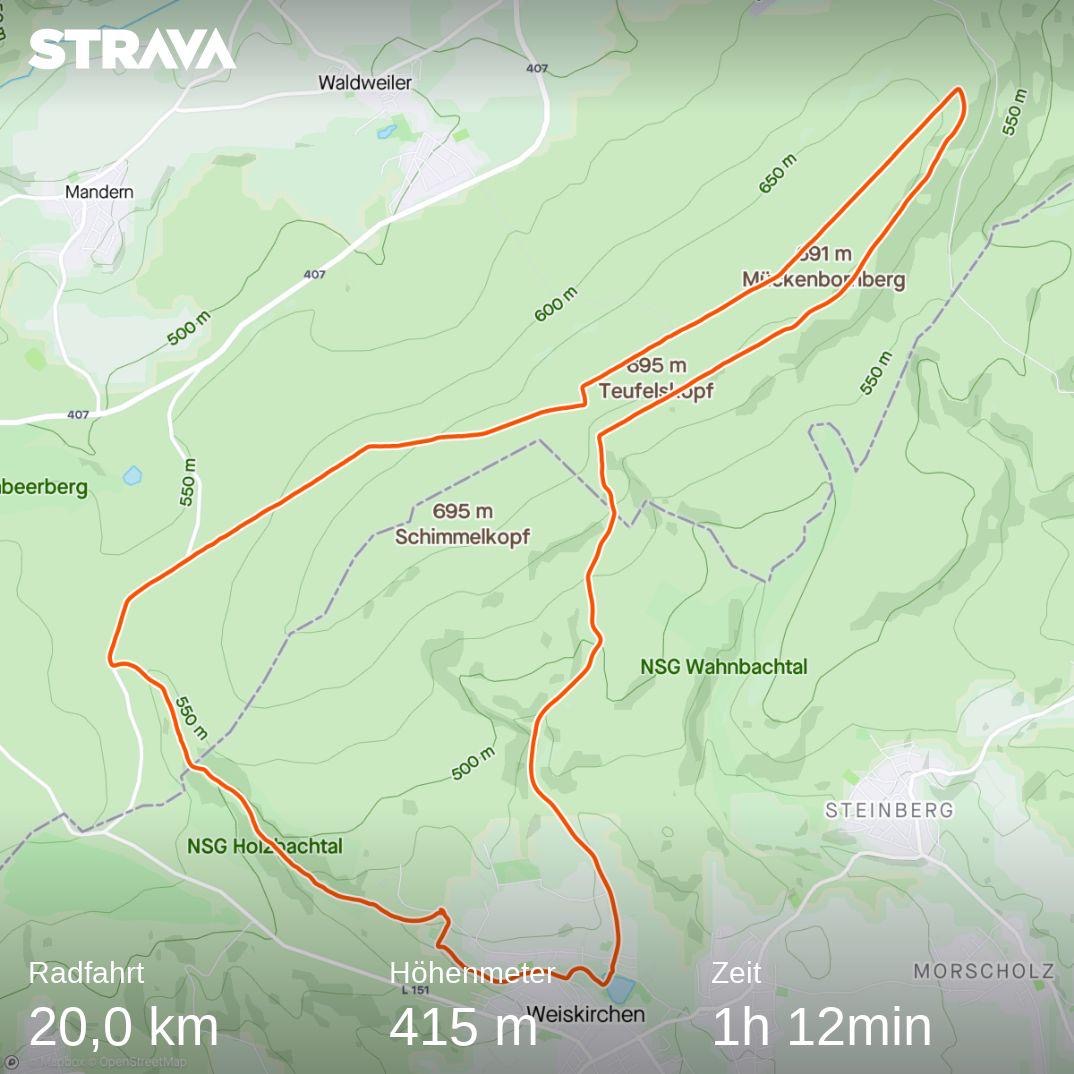 STRAVA
407
Waldweiler
550 m
650 m
Mandern
691 m
Mückenbornberg
407
600 m
500 m
695 m
Teufelskopf
550 m
407
550 m
beerberg
695 m
Schimmelkopf
NSG Wahnbachtal
550 m
500 m
STEINBERG
NSG Holzbachtal
Radfahrt
Höhenmeter
Zeit
MORSCHOLZ
L 151
Weiskirchen
20,0 km
415 m
1h 12min
© Mapbox © OpenStreetMap